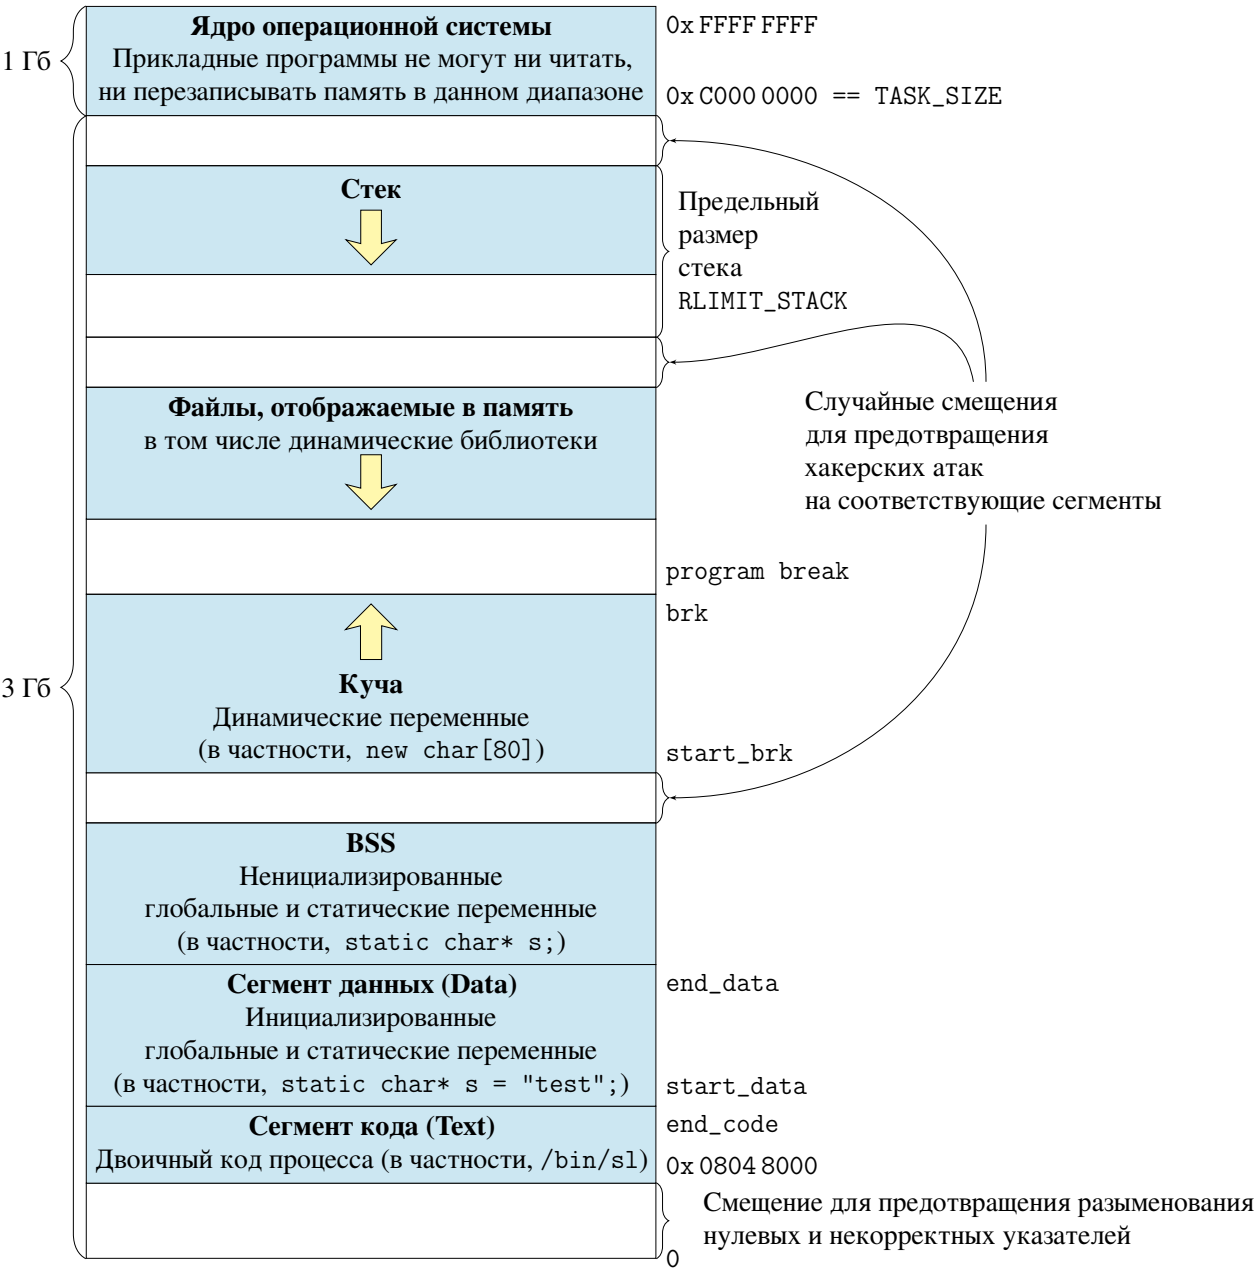 Ядро операционной системы
Прикладные программы не могут ни читать,
ни перезаписывать память в данном диапазоне
0x FFFF FFFF
1 Гб
0x C000 0000 == TASK_SIZE
Стек
Предельный
размер
стека
RLIMIT_STACK
Файлы, отображаемые в память
в том числе динамические библиотеки
Случайные смещения
для предотвращения
хакерских атак
на соответствующие сегменты
program break
brk
3 Гб
Куча
Динамические переменные
(в частности, new char[80])
start_brk
BSS
Ненициализированные
глобальные и статические переменные
(в частности, static char* s;)
Сегмент данных (Data)
Инициализированные
глобальные и статические переменные
(в частности, static char* s = "test";)
end_data
start_data
Сегмент кода (Text)
Двоичный код процесса (в частности, /bin/sl)
end_code
0x 0804 8000
Смещение для предотвращения разыменования
нулевых и некорректных указателей
0